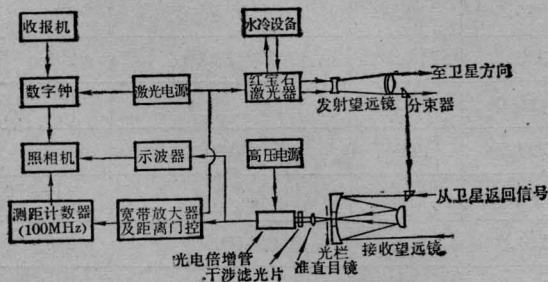 收报机
水冷设备
数字钟
激光电源
红宝石
激光器
至卫星方向
发射望远镜
分束器
照相机
示波器
高压电源
从卫星返回信号
测距计数器
(100MHz)
宽带放大器
及距离门控
光栏
接收望远镜
光电倍增管
准直目镜
干涉滤光片